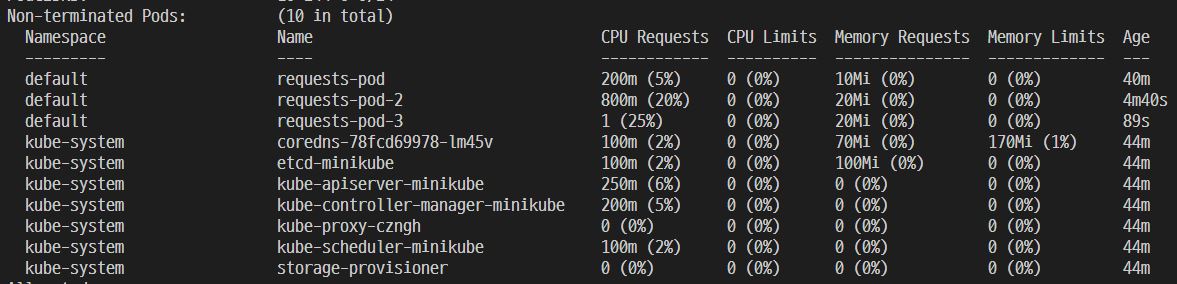 Non-terminated Pods:          (10 in total)
  Namespace                   Name                                CPU Requests  CPU Limits  Memory Requests  Memory Limits  Age
  ---------                   ----                                ------------  ----------  ---------------  -------------  ---
  default                     requests-pod                        200m (5%)     0 (0%)      10Mi (0%)        0 (0%)         40m
  default                     requests-pod-2                      800m (20%)    0 (0%)      20Mi (0%)        0 (0%)         4m40s
  default                     requests-pod-3                      1 (25%)       0 (0%)      20Mi (0%)        0 (0%)         89s
  kube-system                 coredns-78fcd69978-lm45v            100m (2%)     0 (0%)      70Mi (0%)        170Mi (1%)     44m
  kube-system                 etcd-minikube                       100m (2%)     0 (0%)      100Mi (0%)       0 (0%)         44m
  kube-system                 kube-apiserver-minikube             250m (6%)     0 (0%)      0 (0%)           0 (0%)         44m
  kube-system                 kube-controller-manager-minikube    200m (5%)     0 (0%)      0 (0%)           0 (0%)         44m
  kube-system                 kube-proxy-czngh                    0 (0%)        0 (0%)      0 (0%)           0 (0%)         44m
  kube-system                 kube-scheduler-minikube             100m (2%)     0 (0%)      0 (0%)           0 (0%)         44m
  kube-system                 storage-provisioner                 0 (0%)        0 (0%)      0 (0%)           0 (0%)         44m